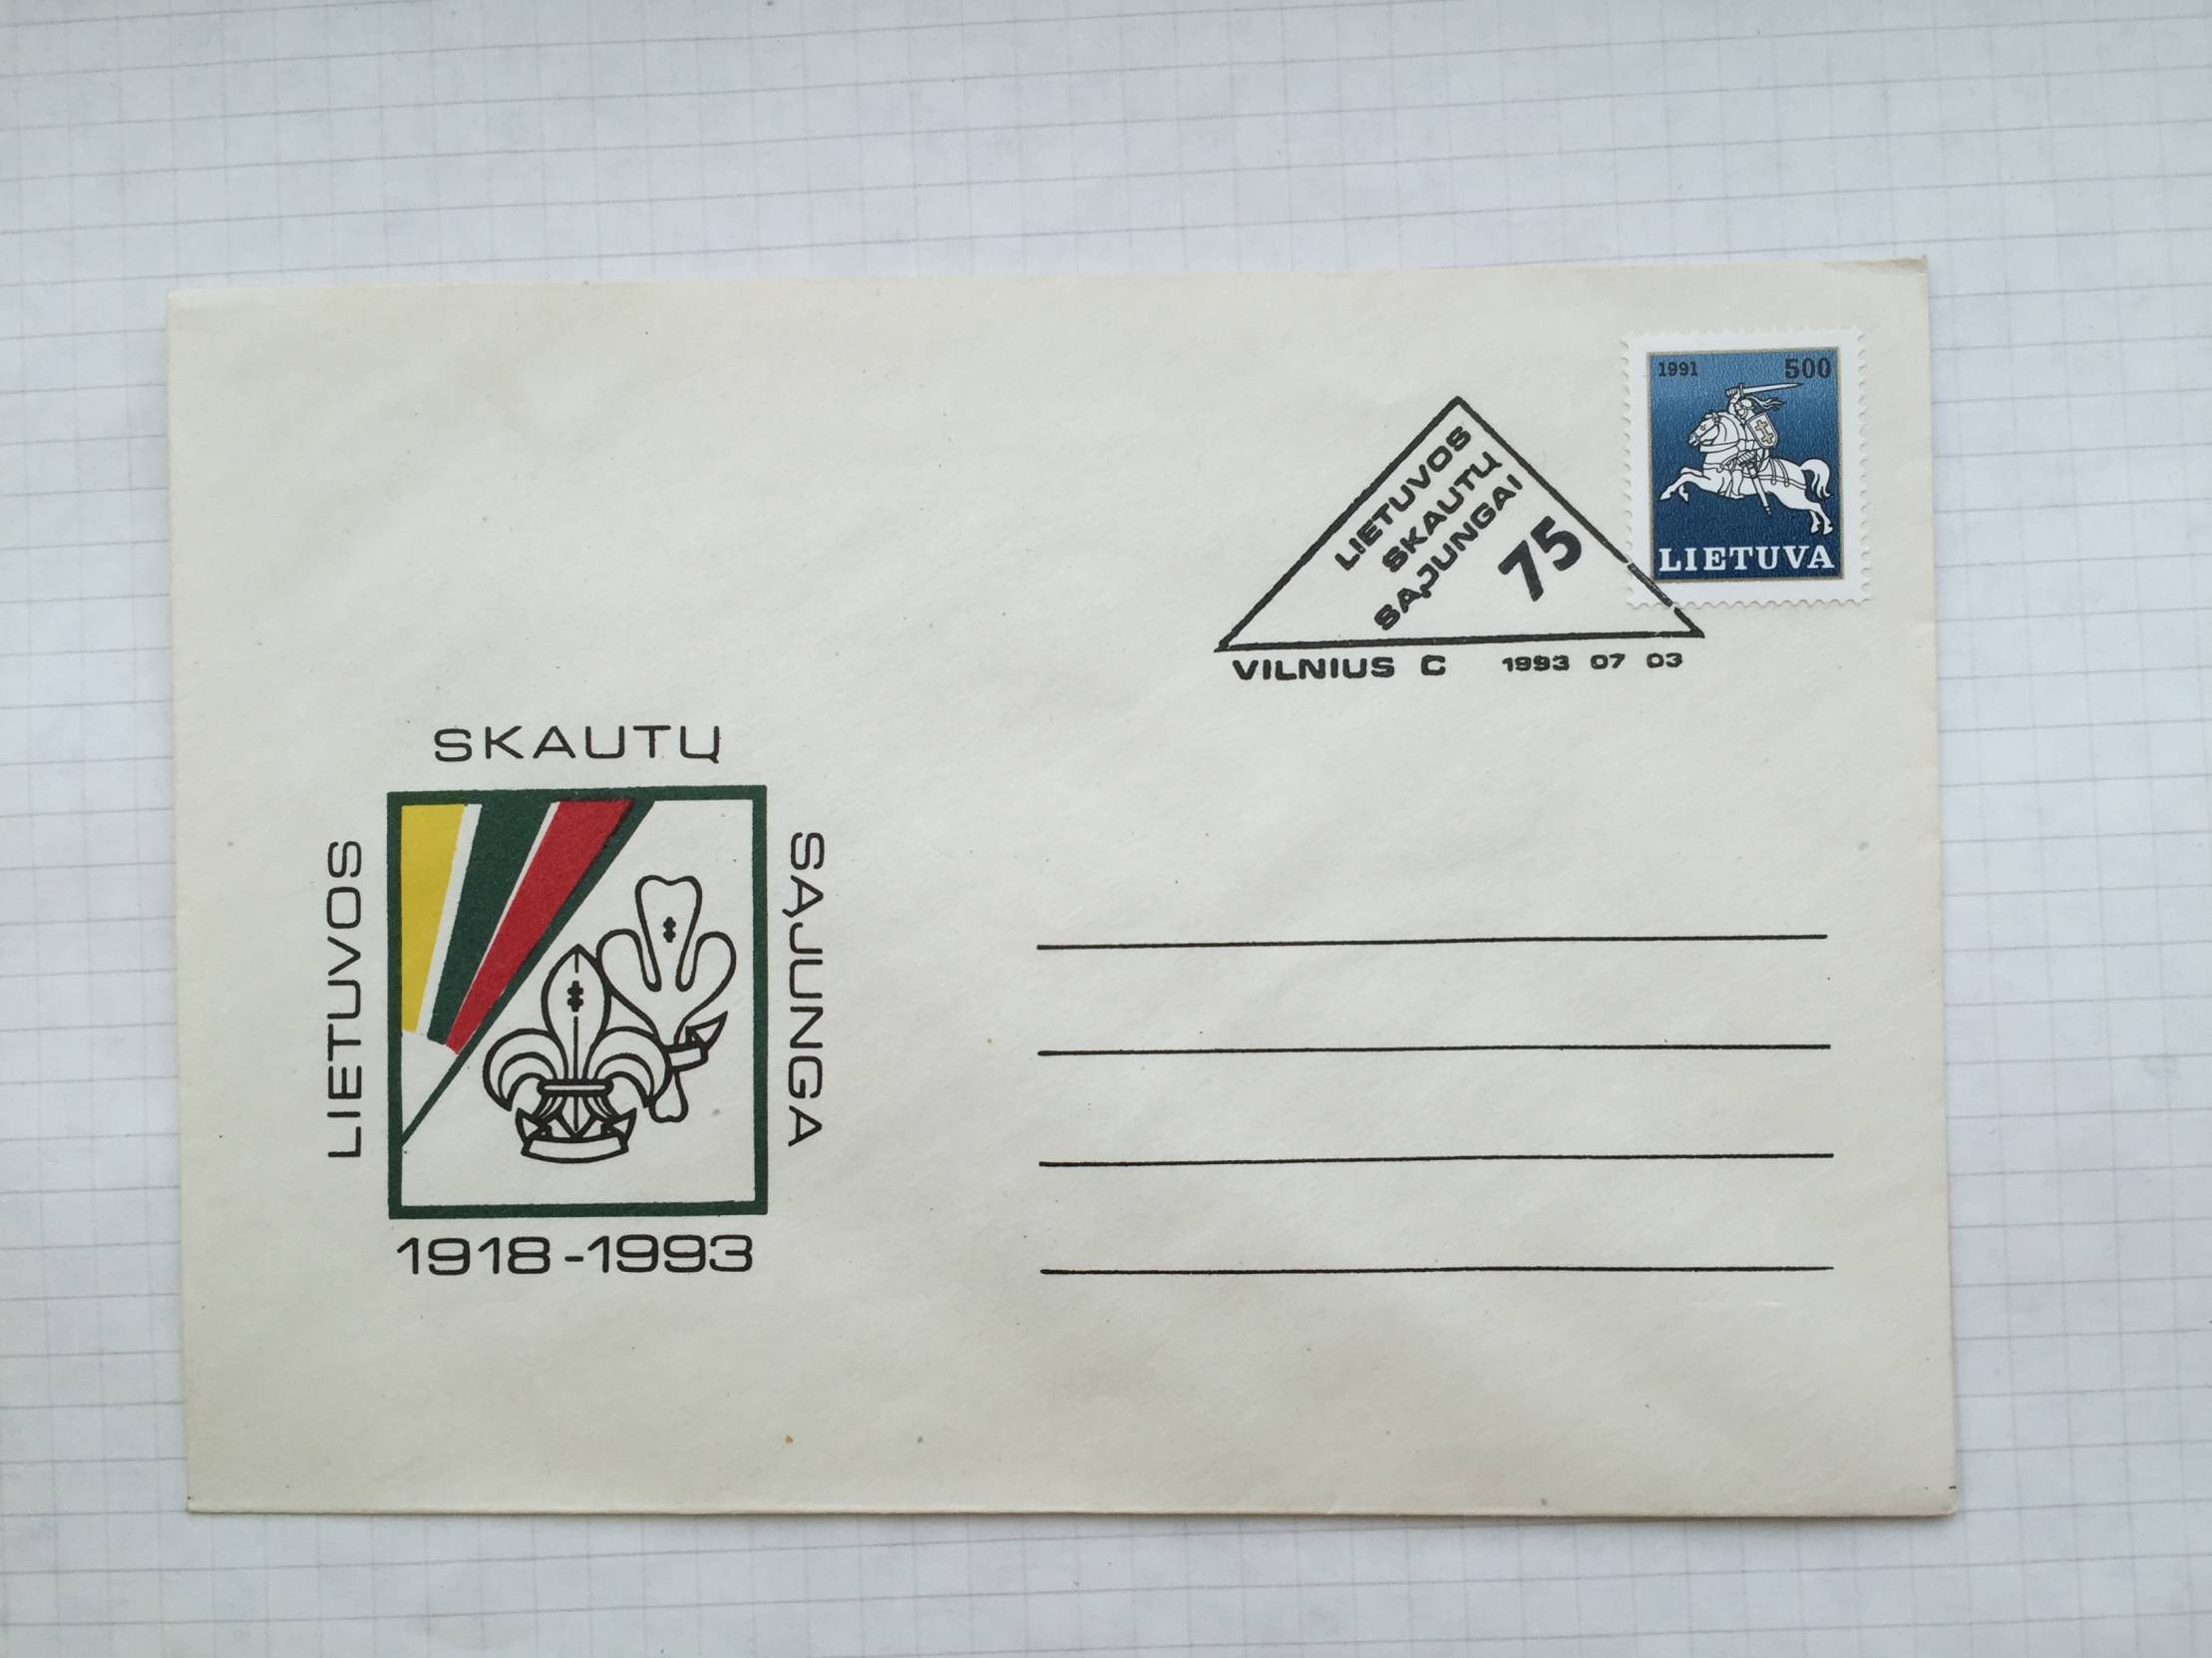 1991 500
LIETUVA
LIETUVOS
SKAUTŲ
SĄJUNGAI
75
VILNIUS C 1993 07 03
LIETUVOS
SKAUTŲ
SĄJUNGA
1918-1993